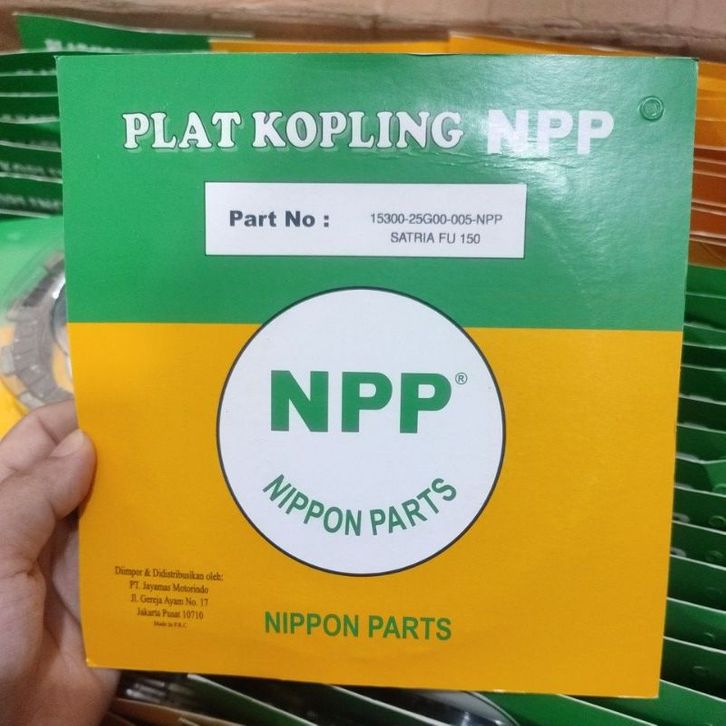 PLAT KOPLING NPP
Part No : 15300-25G00-005-NPP
SATRIA FU 150
NPP®
NIPPON PARTS
Diimpor & Didistribusikan oleh:
PT. Jayamas Motorindo
Jl. Gereja Ayam No. 17
Jakarta Pusat 10710
Made in P.R.C
NIPPON PARTS